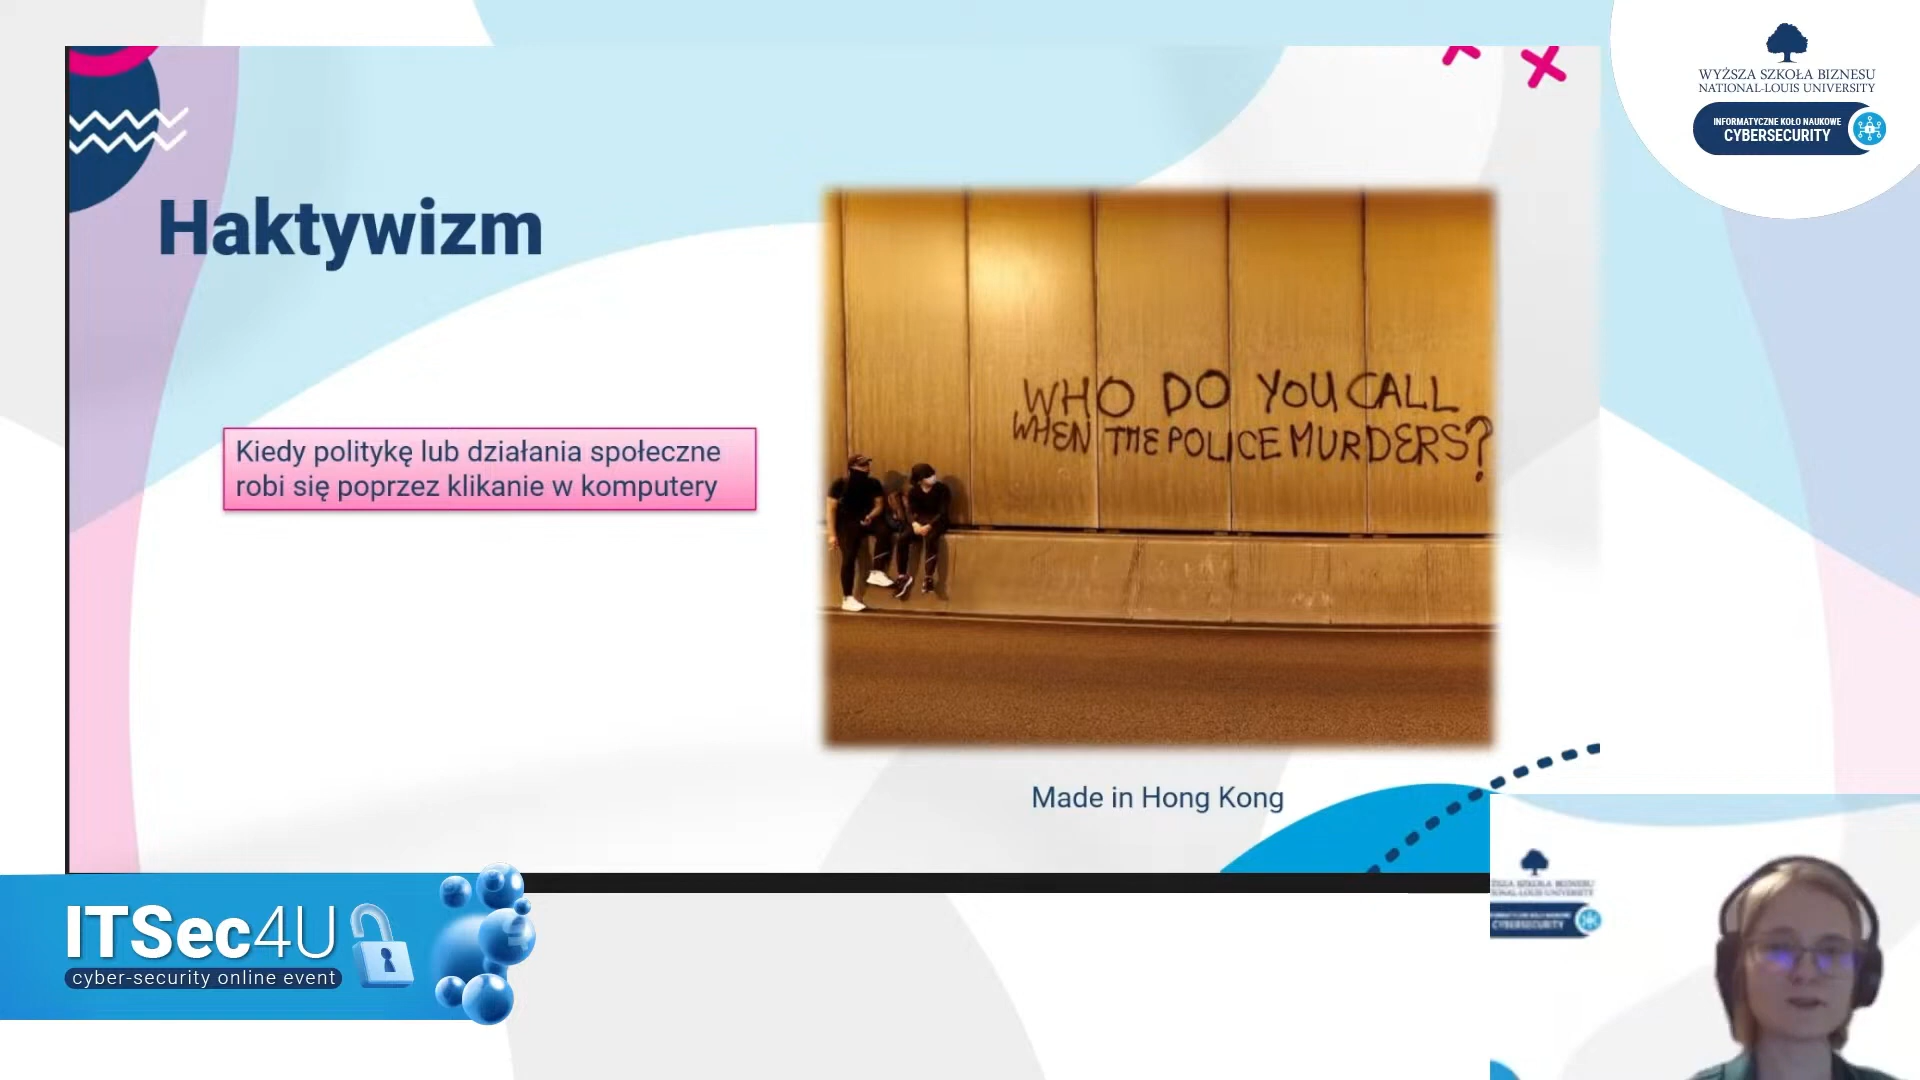 WYŻSZA SZKOŁA BIZNESU
NATIONAL-LOUIS UNIVERSITY
INFORMATYCZNE KOŁO NAUKOWE
CYBERSECURITY
Haktywizm
WHO DO YOU CALL
WHEN THE POLICE MURDERS?
Kiedy politykę lub działania społeczne
robi się poprzez klikanie w komputery
Made in Hong Kong
ITSec4U
cyber-security online event
CYBERSECURITY